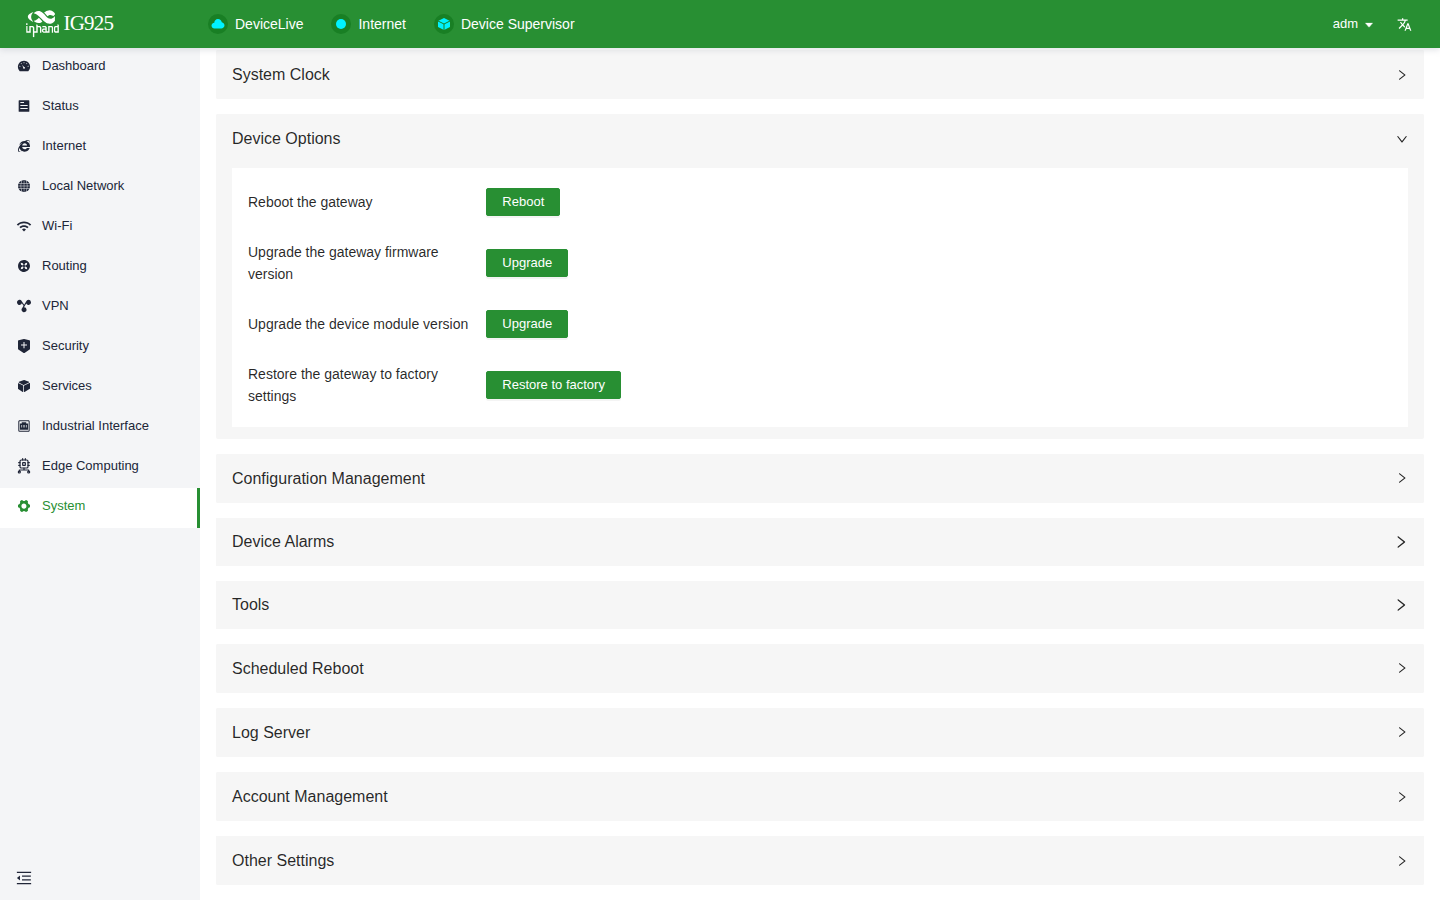 inhand IG925
DeviceLive
Internet
Device Supervisor
adm
Dashboard
Status
Internet
Local Network
Wi-Fi
Routing
VPN
Security
Services
Industrial Interface
Edge Computing
System
System Clock
Device Options
Reboot the gateway
Reboot
Upgrade the gateway firmware
version
Upgrade
Upgrade the device module version
Upgrade
Restore the gateway to factory
settings
Restore to factory
Configuration Management
Device Alarms
Tools
Scheduled Reboot
Log Server
Account Management
Other Settings